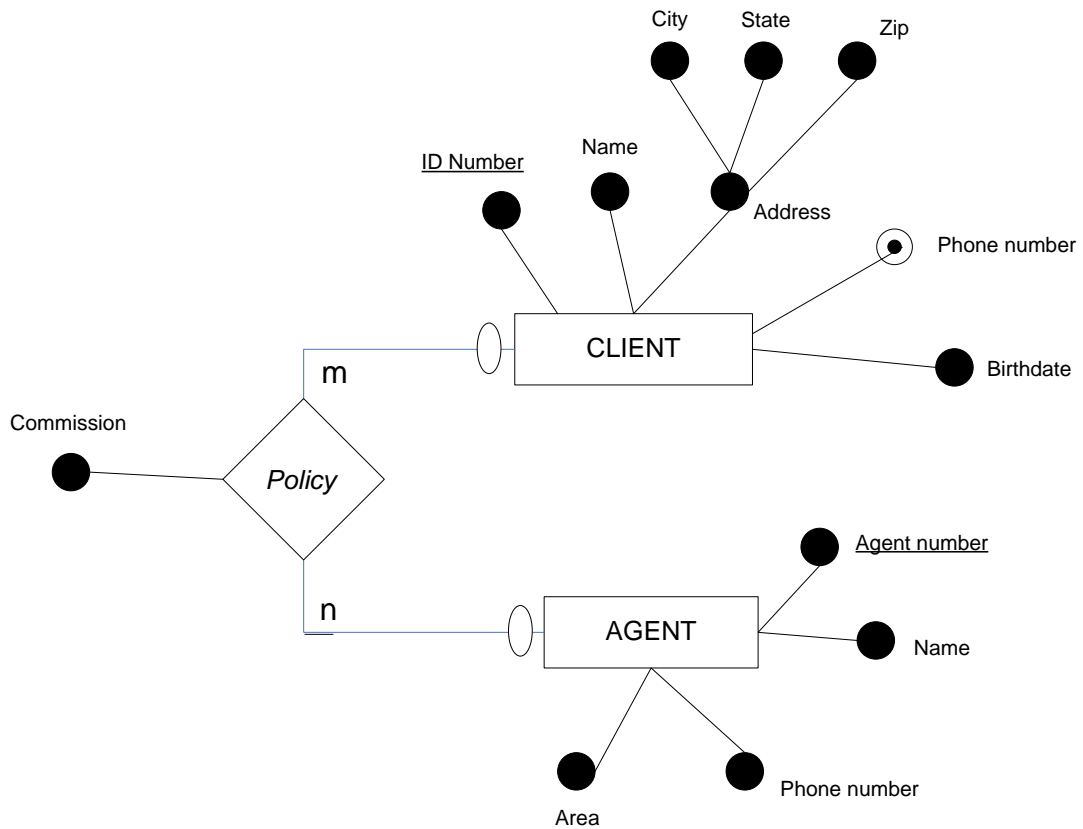 City
State
Zip
Name
ID Number
Address
Phone number
CLIENT
Birthdate
m
Commission
Policy
Agent number
n
AGENT
Name
Phone number
Area